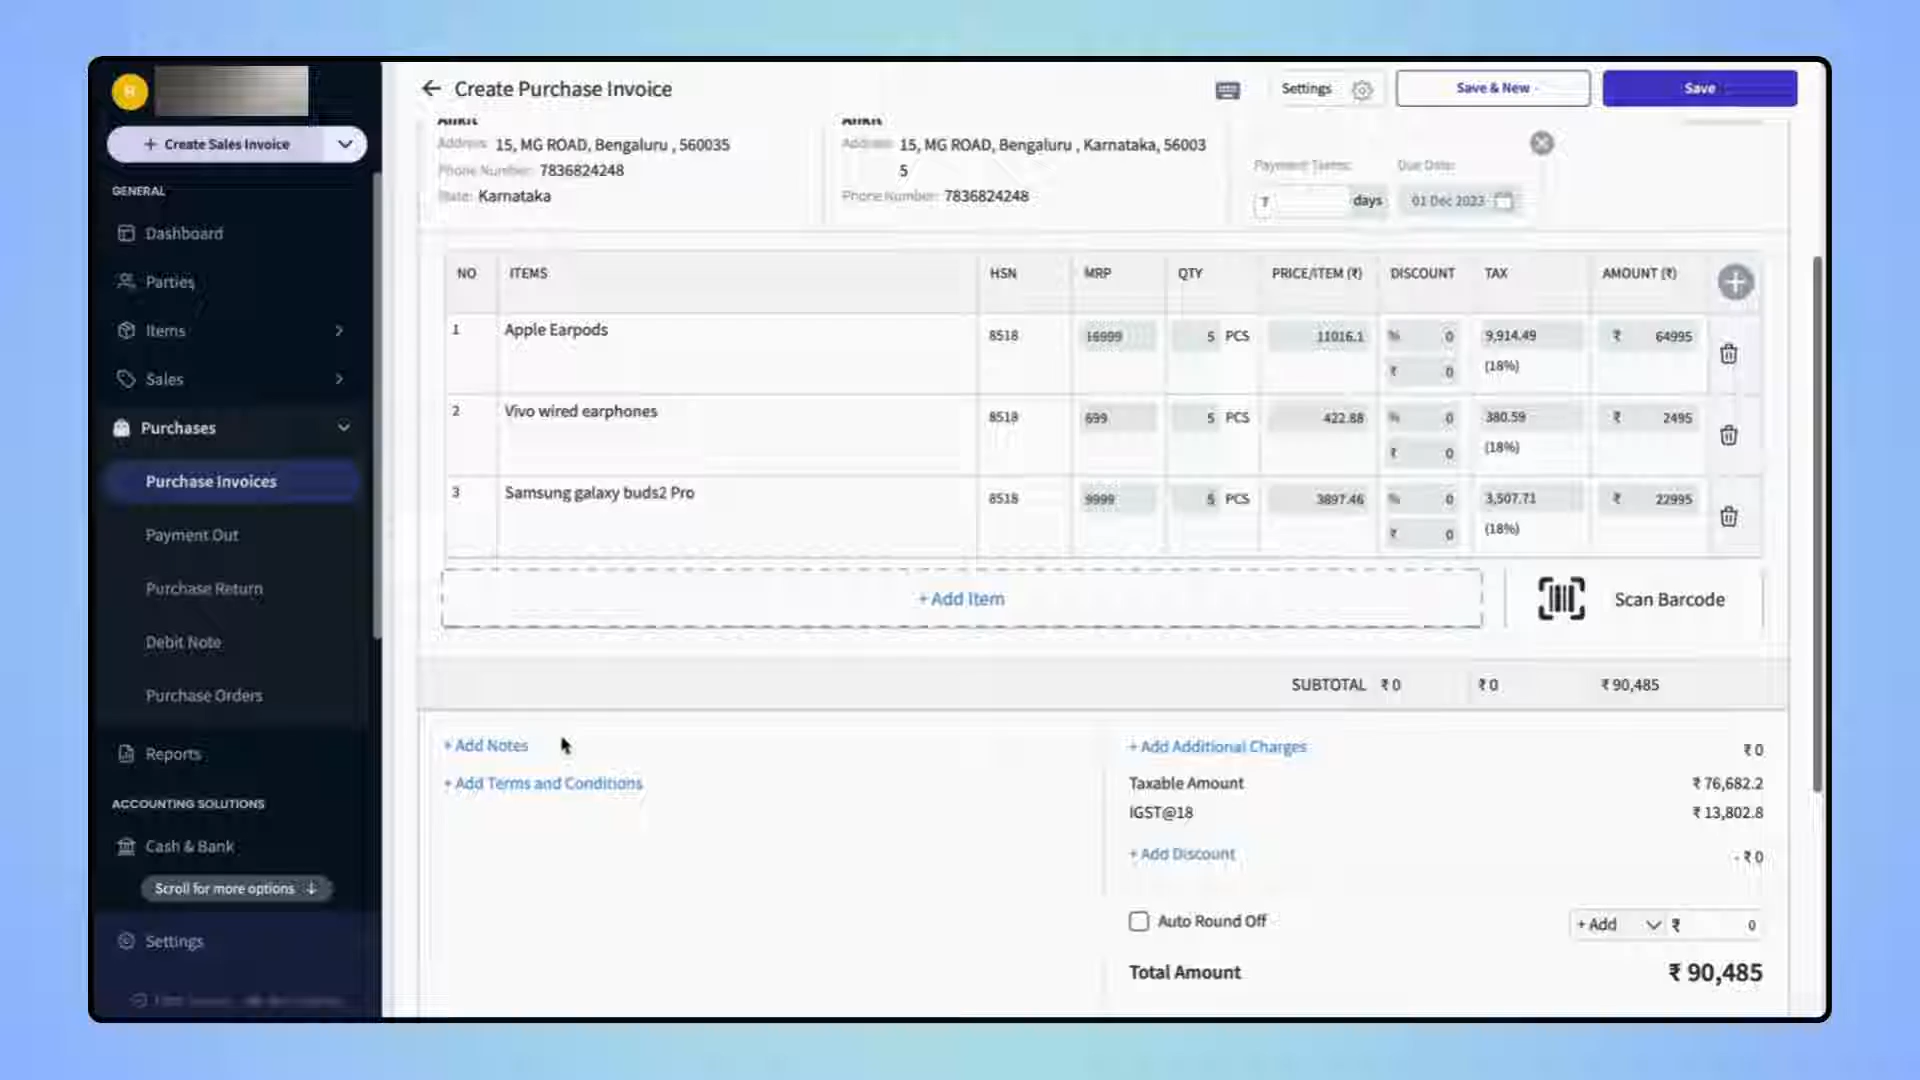 Create Purchase Invoice
Settings
Save & New
Save
+ Create Sales Invoice
GENERAL
Dashboard
Parties
Items
Sales
Purchases
Purchase Invoices
Payment Out
Purchase Return
Debit Note
Purchase Orders
Reports
ACCOUNTING SOLUTIONS
Cash & Bank
Scroll for more options ↓
Settings
Ankit
Address: 15, MG ROAD, Bengaluru , 560035
Phone Number: 7836824248
State: Karnataka
Ankit
Address: 15, MG ROAD, Bengaluru , Karnataka, 56003
5
Phone Number: 7836824248
Payment Terms:
7 days
Due Date:
01 Dec 2023
NO ITEMS HSN MRP QTY PRICE/ITEM (₹) DISCOUNT TAX AMOUNT (₹)
1 Apple Earpods 8518 16999 5 PCS 11016.1 % 0 9,914.49 ₹ 64995
₹ 0 (18%)
2 Vivo wired earphones 8518 699 5 PCS 422.88 % 0 380.59 ₹ 2495
₹ 0 (18%)
3 Samsung galaxy buds2 Pro 8518 9999 5 PCS 3897.46 % 0 3,507.71 ₹ 22995
₹ 0 (18%)
+ Add Item
Scan Barcode
SUBTOTAL ₹ 0 ₹ 0 ₹ 90,485
+ Add Notes
+ Add Terms and Conditions
+ Add Additional Charges ₹ 0
Taxable Amount ₹ 76,682.2
IGST@18 ₹ 13,802.8
+ Add Discount - ₹ 0
Auto Round Off + Add ₹ 0
Total Amount ₹ 90,485